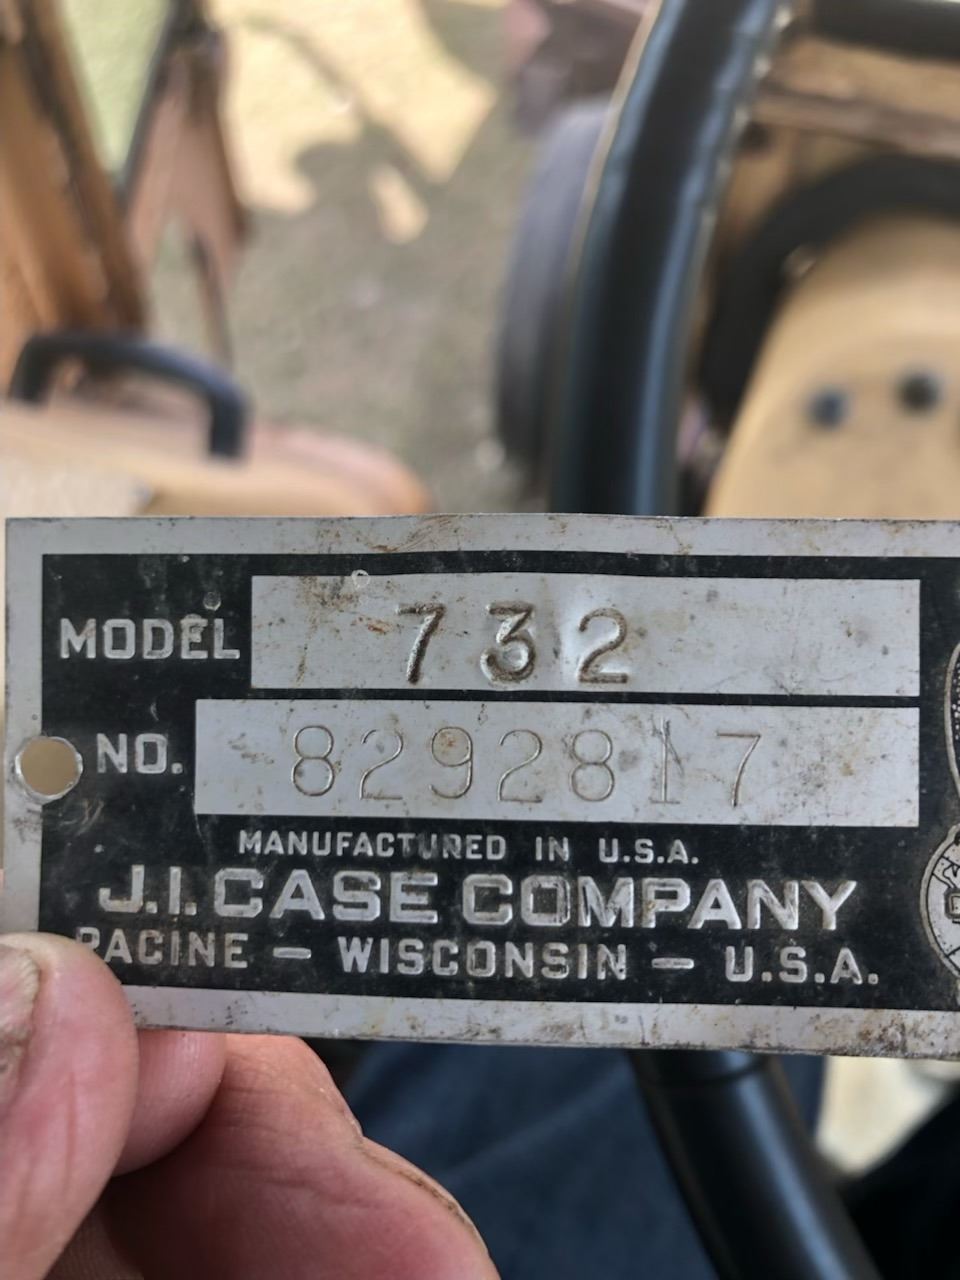 MODEL 732
NO. 8292817
MANUFACTURED IN U.S.A.
J.I. CASE COMPANY
RACINE — WISCONSIN — U.S.A.